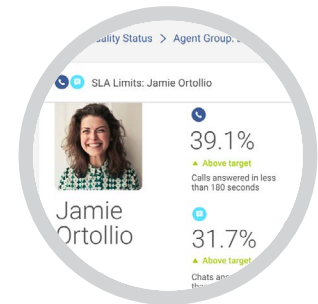 Status > Agent Group:
SLA Limits: Jamie Ortollio
39.1%
▲ Above target
Calls answered in less
than 180 seconds
Jamie
Ortollio
31.7%
▲ Above target
Chats